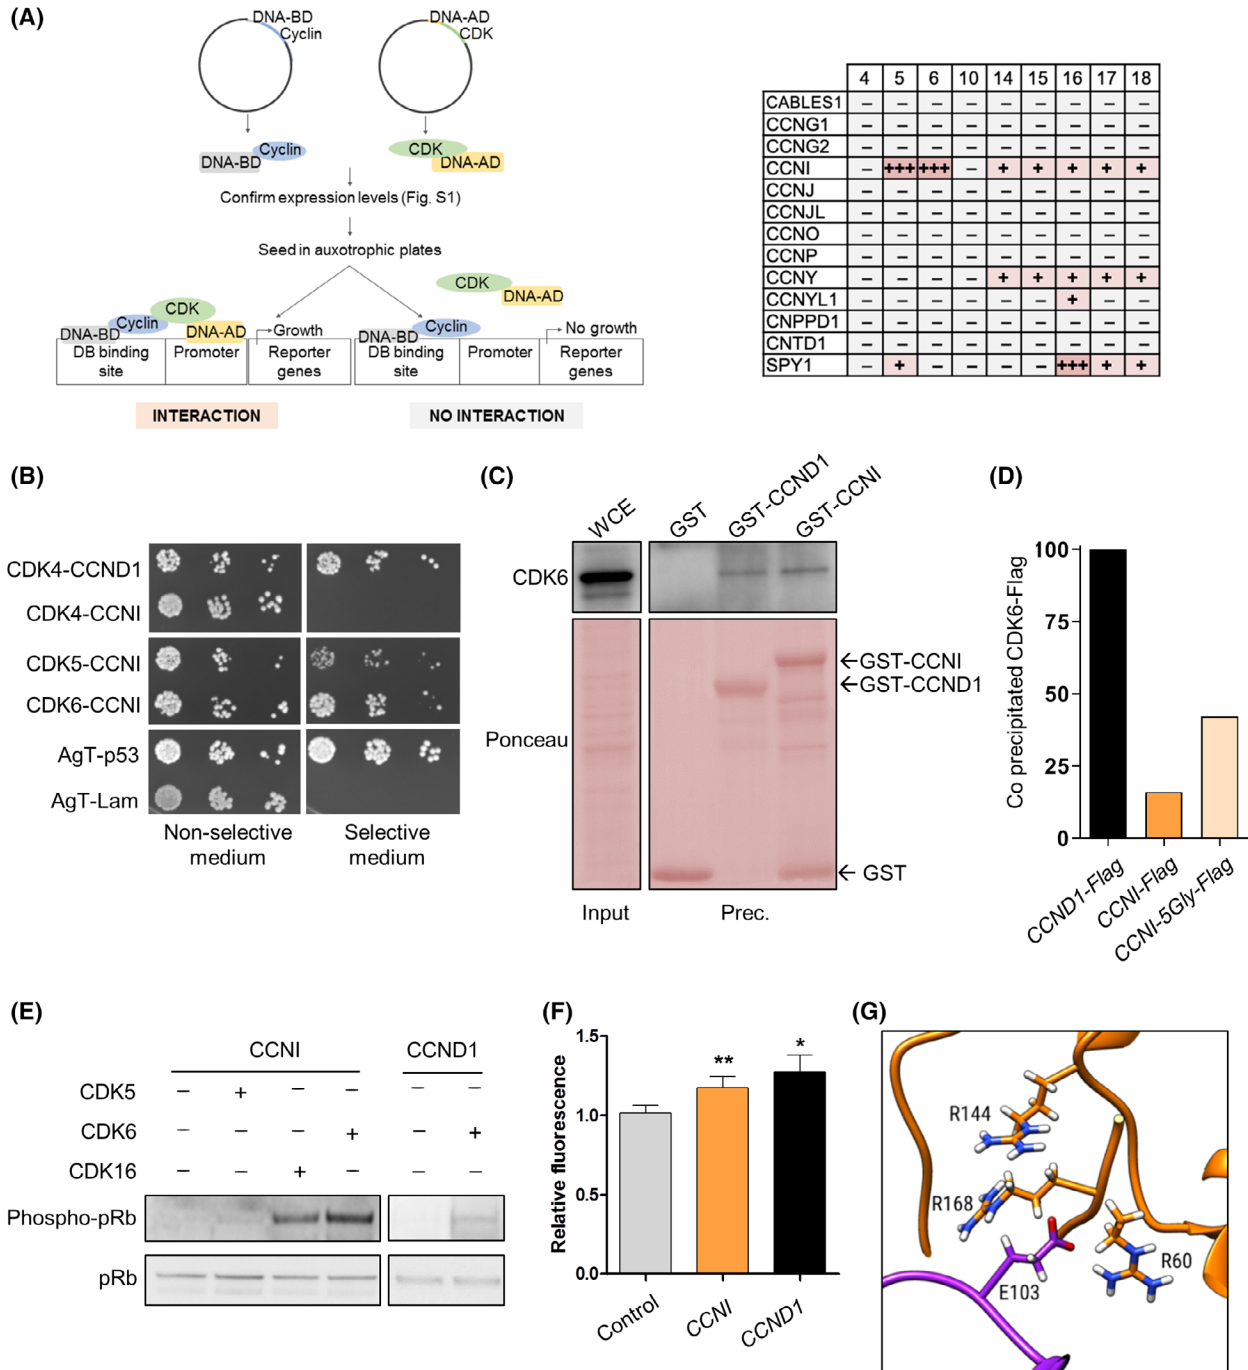 (A)
DNA-BD
Cyclin
DNA-AD
CDK
Cyclin
DNA-BD
CDK
DNA-AD
Confirm expression levels (Fig. S1)
Seed in auxotrophic plates
CDK
Cyclin
DNA-BD
DNA-AD
Growth
DB binding site
Promoter
Reporter genes
CDK
DNA-AD
Cyclin
DNA-BD
No growth
DB binding site
Promoter
Reporter genes
INTERACTION
NO INTERACTION
4 5 6 10 14 15 16 17 18
CABLES1 – – – – – – – – –
CCNG1 – – – – – – – – –
CCNG2 – – – – – – – – –
CCNI – +++ +++ – + + + + +
CCNJ – – – – – – – – –
CCNJL – – – – – – – – –
CCNO – – – – – – – – –
CCNP – – – – – – – – –
CCNY – – – – + + + + +
CCNYL1 – – – – – – + – –
CNPPD1 – – – – – – – – –
CNTD1 – – – – – – – – –
SPY1 – + – – – – +++ + +
(B)
CDK4-CCND1
CDK4-CCNI
CDK5-CCNI
CDK6-CCNI
AgT-p53
AgT-Lam
Non-selective medium
Selective medium
(C)
WCE
GST
GST-CCND1
GST-CCNI
CDK6
Ponceau
←GST-CCNI
←GST-CCND1
← GST
Input
Prec.
(D)
Co precipitated CDK6-Flag
100
75
50
25
0
CCND1-Flag
CCNI-Flag
CCNI-5Gly-Flag
(E)
CCNI
CCND1
CDK5 – + – – – –
CDK6 – – – + – +
CDK16 – – + – – –
Phospho-pRb
pRb
(F)
Relative fluorescence
1.5
1.0
0.5
0.0
**
*
Control
CCNI
CCND1
(G)
R144
R168
R60
E103